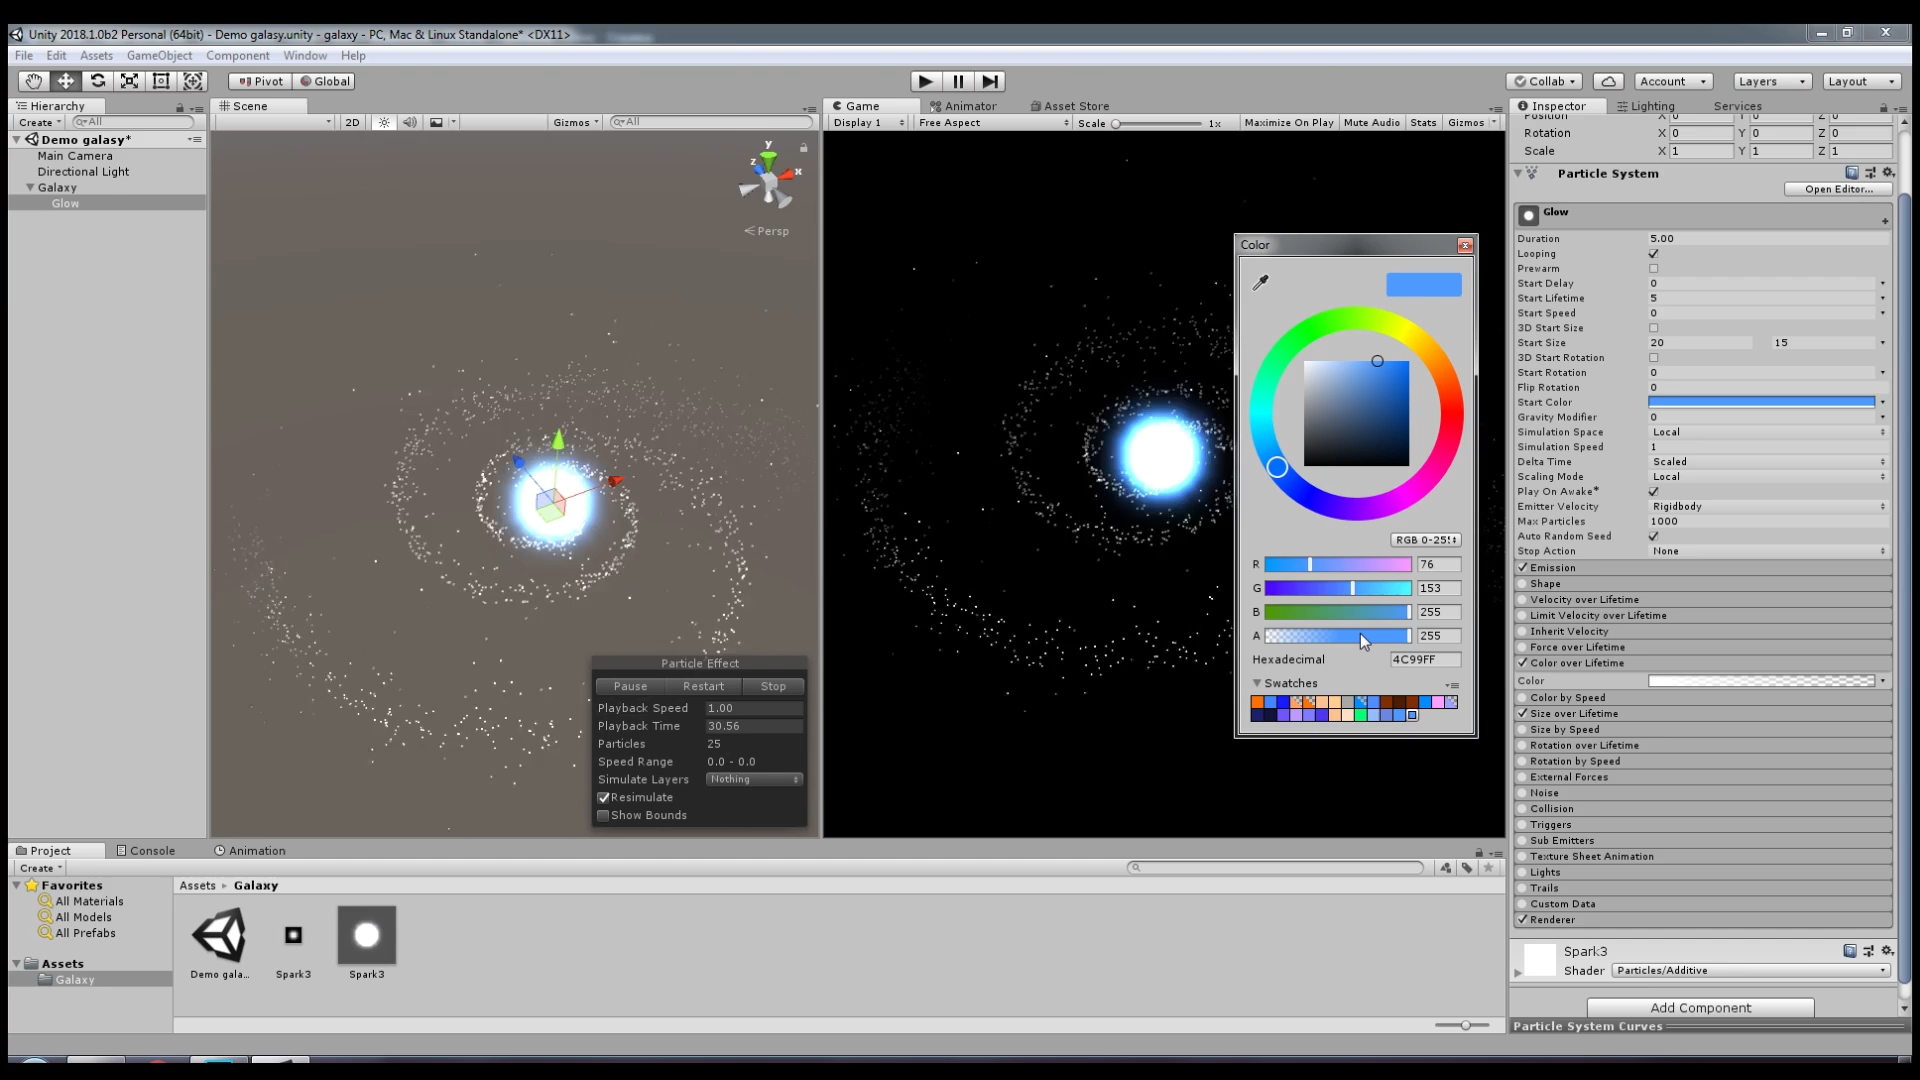 Unity 2018.1.0b2 Personal (64bit) - Demo galasy.unity - galaxy - PC, Mac & Linux Standalone* <DX11>
File Edit Assets GameObject Component Window Help
Pivot Global Collab Account Layers Layout
Hierarchy
Create All
Demo galasy*
Main Camera
Directional Light
Galaxy
Glow
Scene
2D Gizmos All
y
z x
Persp
Particle Effect
Pause Restart Stop
Playback Speed 1.00
Playback Time 30.56
Particles 25
Speed Range 0.0 - 0.0
Simulate Layers Nothing
Resimulate
Show Bounds
Game Animator Asset Store
Display 1 Free Aspect Scale 1x Maximize On Play Mute Audio Stats Gizmos
Color
RGB 0-25
R 76
G 153
B 255
A 255
Hexadecimal 4C99FF
Swatches
Inspector Lighting Services
Position X 0 Y 0 Z 0
Rotation X 0 Y 0 Z 0
Scale X 1 Y 1 Z 1
Particle System
Open Editor...
Glow
Duration 5.00
Looping
Prewarm
Start Delay 0
Start Lifetime 5
Start Speed 0
3D Start Size
Start Size 20 15
3D Start Rotation
Start Rotation 0
Flip Rotation 0
Start Color
Gravity Modifier 0
Simulation Space Local
Simulation Speed 1
Delta Time Scaled
Scaling Mode Local
Play On Awake*
Emitter Velocity Rigidbody
Max Particles 1000
Auto Random Seed
Stop Action None
Emission
Shape
Velocity over Lifetime
Limit Velocity over Lifetime
Inherit Velocity
Force over Lifetime
Color over Lifetime
Color
Color by Speed
Size over Lifetime
Size by Speed
Rotation over Lifetime
Rotation by Speed
External Forces
Noise
Collision
Triggers
Sub Emitters
Texture Sheet Animation
Lights
Trails
Custom Data
Renderer
Spark3
Shader Particles/Additive
Add Component
Particle System Curves
Project Console Animation
Create
Favorites
All Materials
All Models
All Prefabs
Assets
Galaxy
Assets Galaxy
Demo gala... Spark3 Spark3